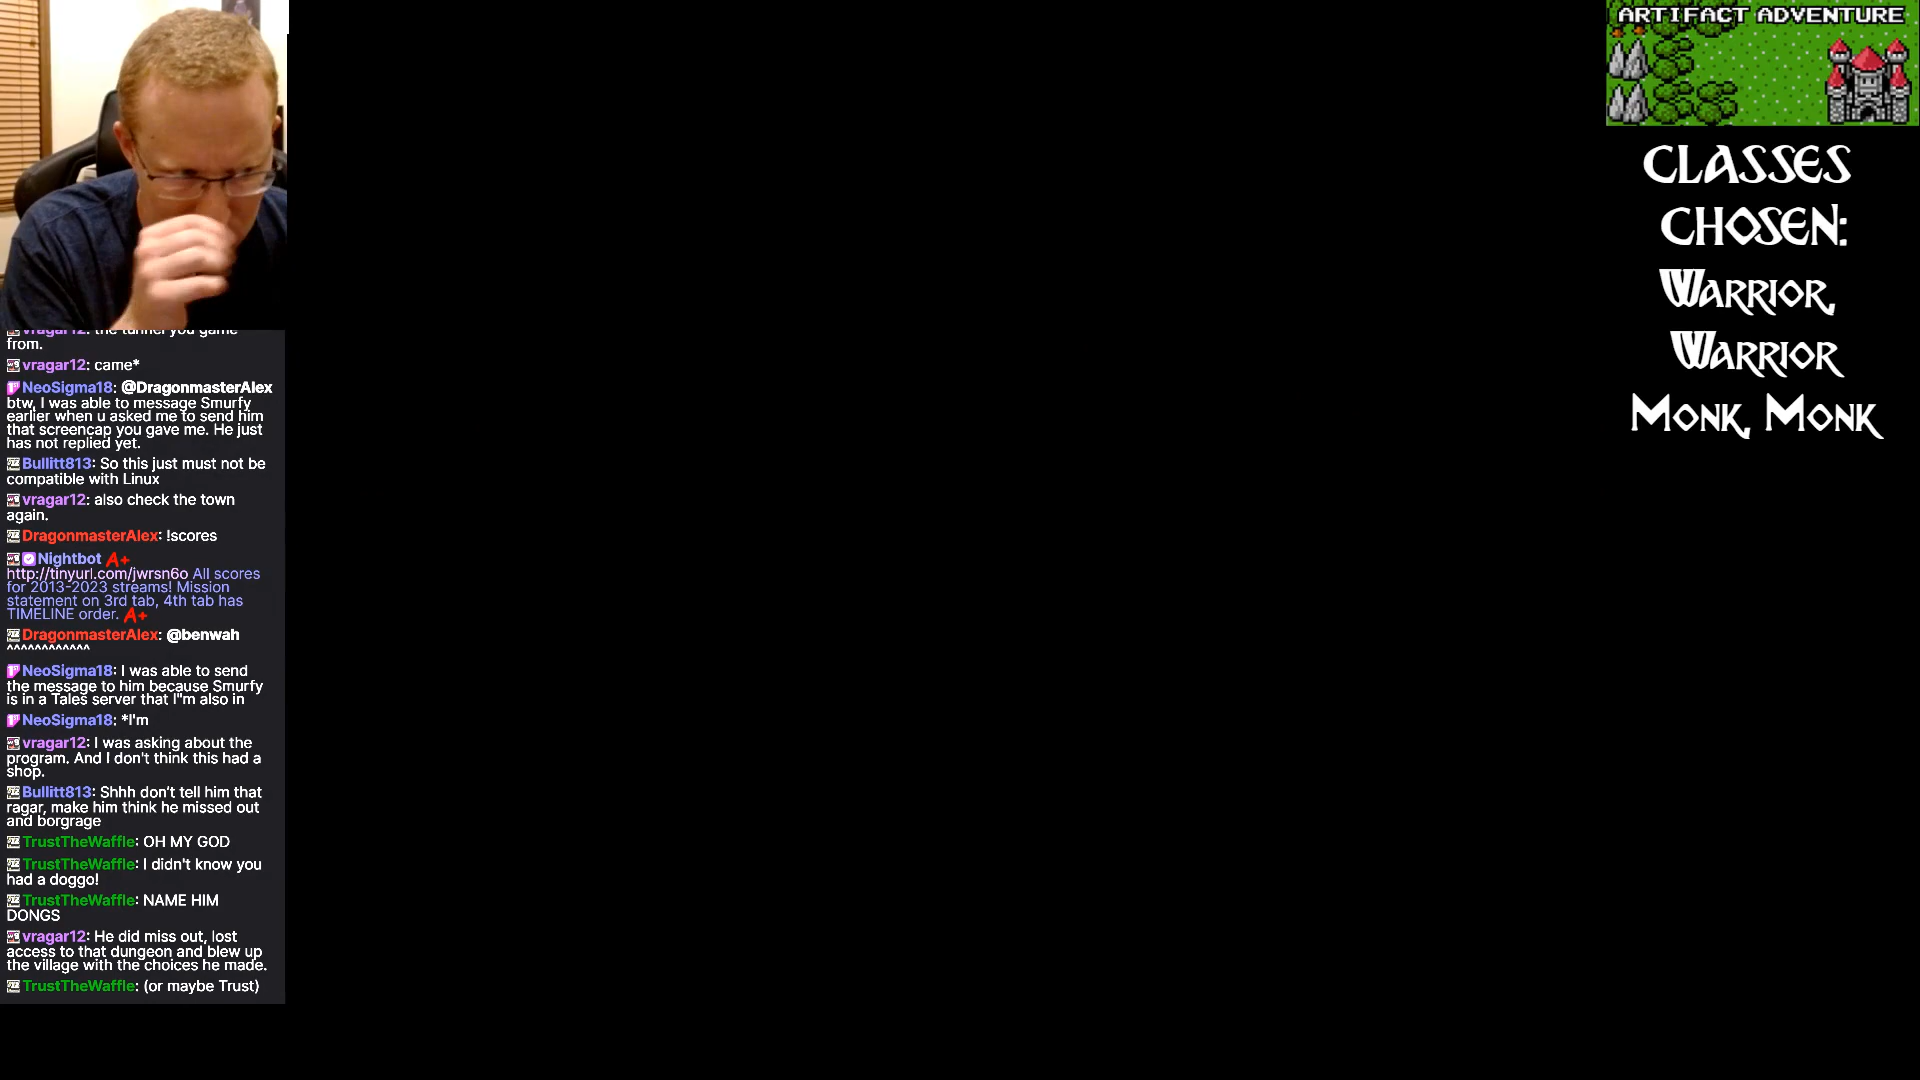 ARTIFACT ADVENTURE
CLASSES
CHOSEN:
WARRIOR,
WARRIOR
MONK, MONK
vragar12: the tunnel you game
from.
vragar12: came*
NeoSigma18: @DragonmasterAlex
btw, I was able to message Smurfy
earlier when u asked me to send him
that screencap you gave me. He just
has not replied yet.
Bullitt813: So this just must not be
compatible with Linux
vragar12: also check the town
again.
DragonmasterAlex: !scores
Nightbot A+
http://tinyurl.com/jwrsn6o All scores
for 2013-2023 streams! Mission
statement on 3rd tab, 4th tab has
TIMELINE order. A+
DragonmasterAlex: @benwah
^^^^^^^^^^^^
NeoSigma18: I was able to send
the message to him because Smurfy
is in a Tales server that I"m also in
NeoSigma18: *I'm
vragar12: I was asking about the
program. And I don't think this had a
shop.
Bullitt813: Shhh don't tell him that
ragar, make him think he missed out
and borgrage
TrustTheWaffle: OH MY GOD
TrustTheWaffle: I didn't know you
had a doggo!
TrustTheWaffle: NAME HIM
DONGS
vragar12: He did miss out, lost
access to that dungeon and blew up
the village with the choices he made.
TrustTheWaffle: (or maybe Trust)